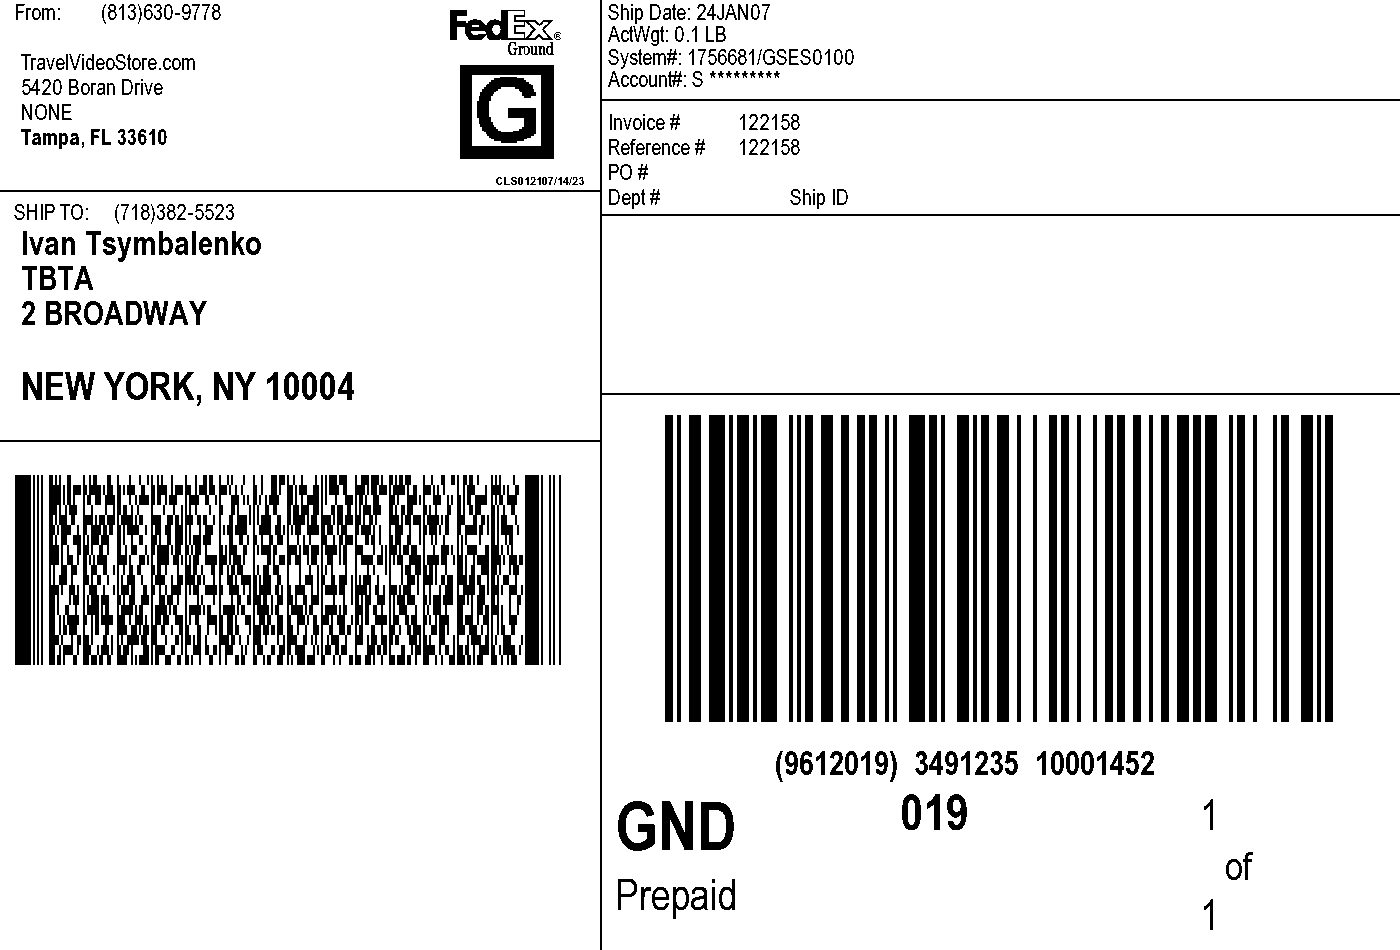 From: (813)630-9778
TravelVideoStore.com
5420 Boran Drive
NONE
Tampa, FL 33610
FedEx®
Ground
G
CLS012107/14/23
Ship Date: 24JAN07
ActWgt: 0.1 LB
System#: 1756681/GSES0100
Account#: S *********
Invoice # 122158
Reference # 122158
PO #
Dept # Ship ID
SHIP TO: (718)382-5523
Ivan Tsymbalenko
TBTA
2 BROADWAY
NEW YORK, NY 10004
(9612019) 3491235 10001452
GND 019 1
of
Prepaid 1